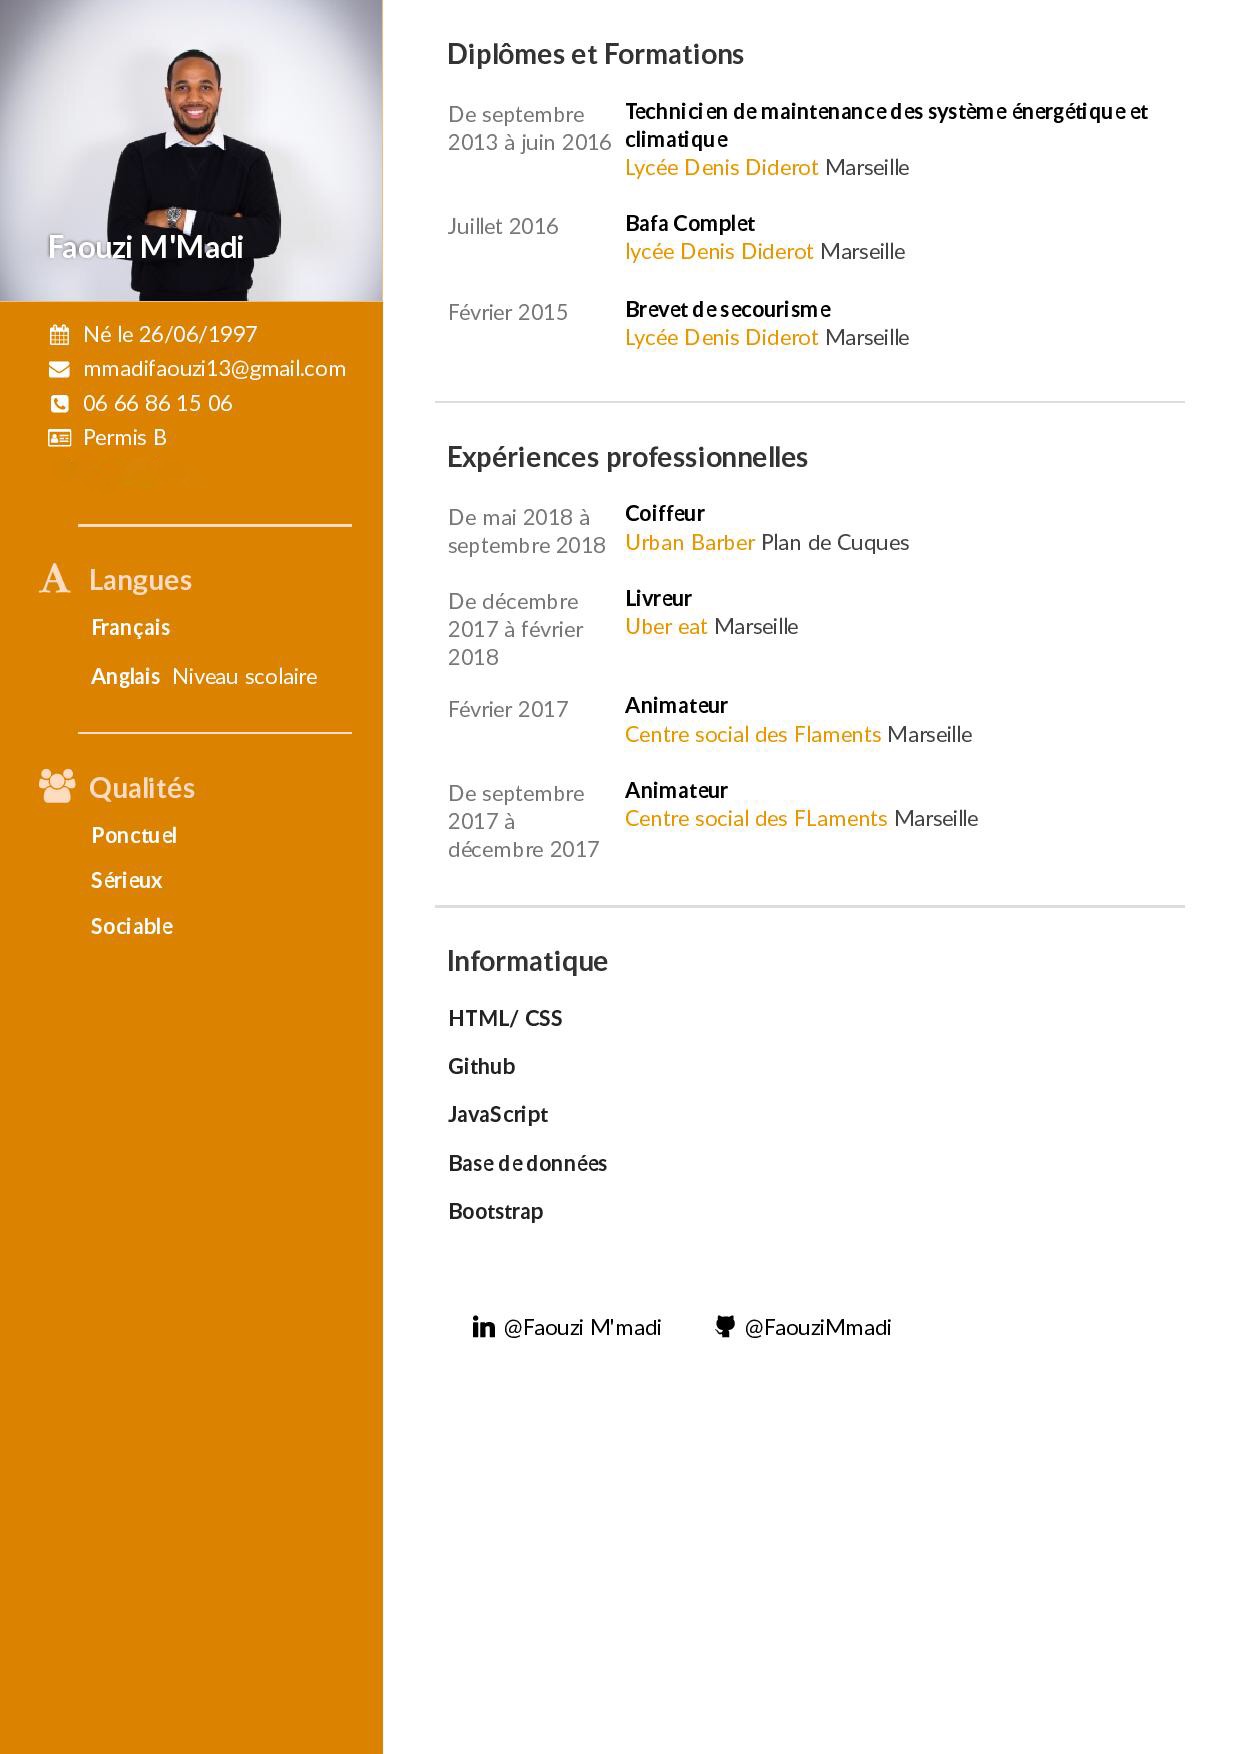 Faouzi M'Madi
Né le 26/06/1997
mmadifaouzi13@gmail.com
06 66 86 15 06
Permis B
Langues
Français
Anglais Niveau scolaire
Qualités
Ponctuel
Sérieux
Sociable
Diplômes et Formations
De septembre
2013 à juin 2016
Technicien de maintenance des système énergétique et
climatique
Lycée Denis Diderot Marseille
Juillet 2016
Bafa Complet
lycée Denis Diderot Marseille
Février 2015
Brevet de secourisme
Lycée Denis Diderot Marseille
Expériences professionnelles
De mai 2018 à
septembre 2018
Coiffeur
Urban Barber Plan de Cuques
De décembre
2017 à février
2018
Livreur
Uber eat Marseille
Février 2017
Animateur
Centre social des Flaments Marseille
De septembre
2017 à
décembre 2017
Animateur
Centre social des FLaments Marseille
Informatique
HTML/ CSS
Github
JavaScript
Base de données
Bootstrap
@Faouzi M'madi
@FaouziMmadi